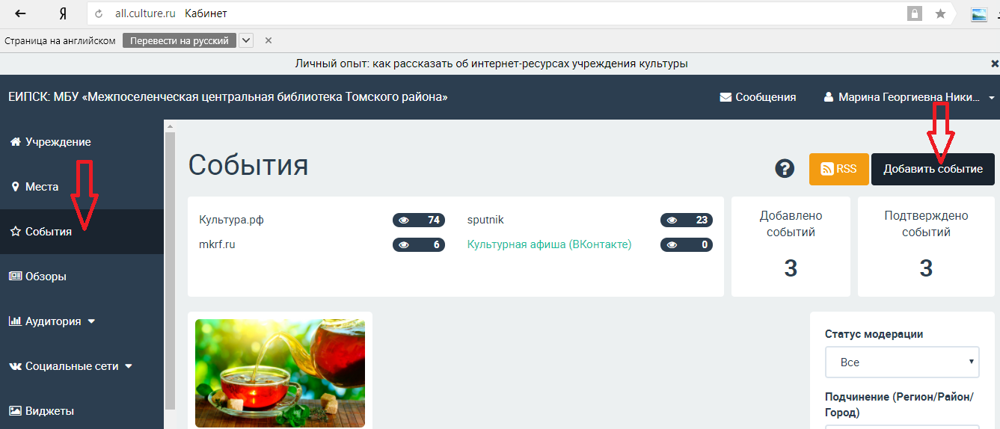 Я
all.culture.ru Кабинет
Страница на английском Перевести на русский
Личный опыт: как рассказать об интернет-ресурсах учреждения культуры
ЕИПСК: МБУ «Межпоселенческая центральная библиотека Томского района»
Сообщения
Марина Георгиевна Ники...
Учреждение
Места
События
Обзоры
Аудитория
Социальные сети
Виджеты
События
?
RSS
Добавить событие
Культура.рф 74
sputnik 23
mkrf.ru 6
Культурная афиша (ВКонтакте) 0
Добавлено
событий
3
Подтверждено
событий
3
Статус модерации
Все
Подчинение (Регион/Район/
Город)